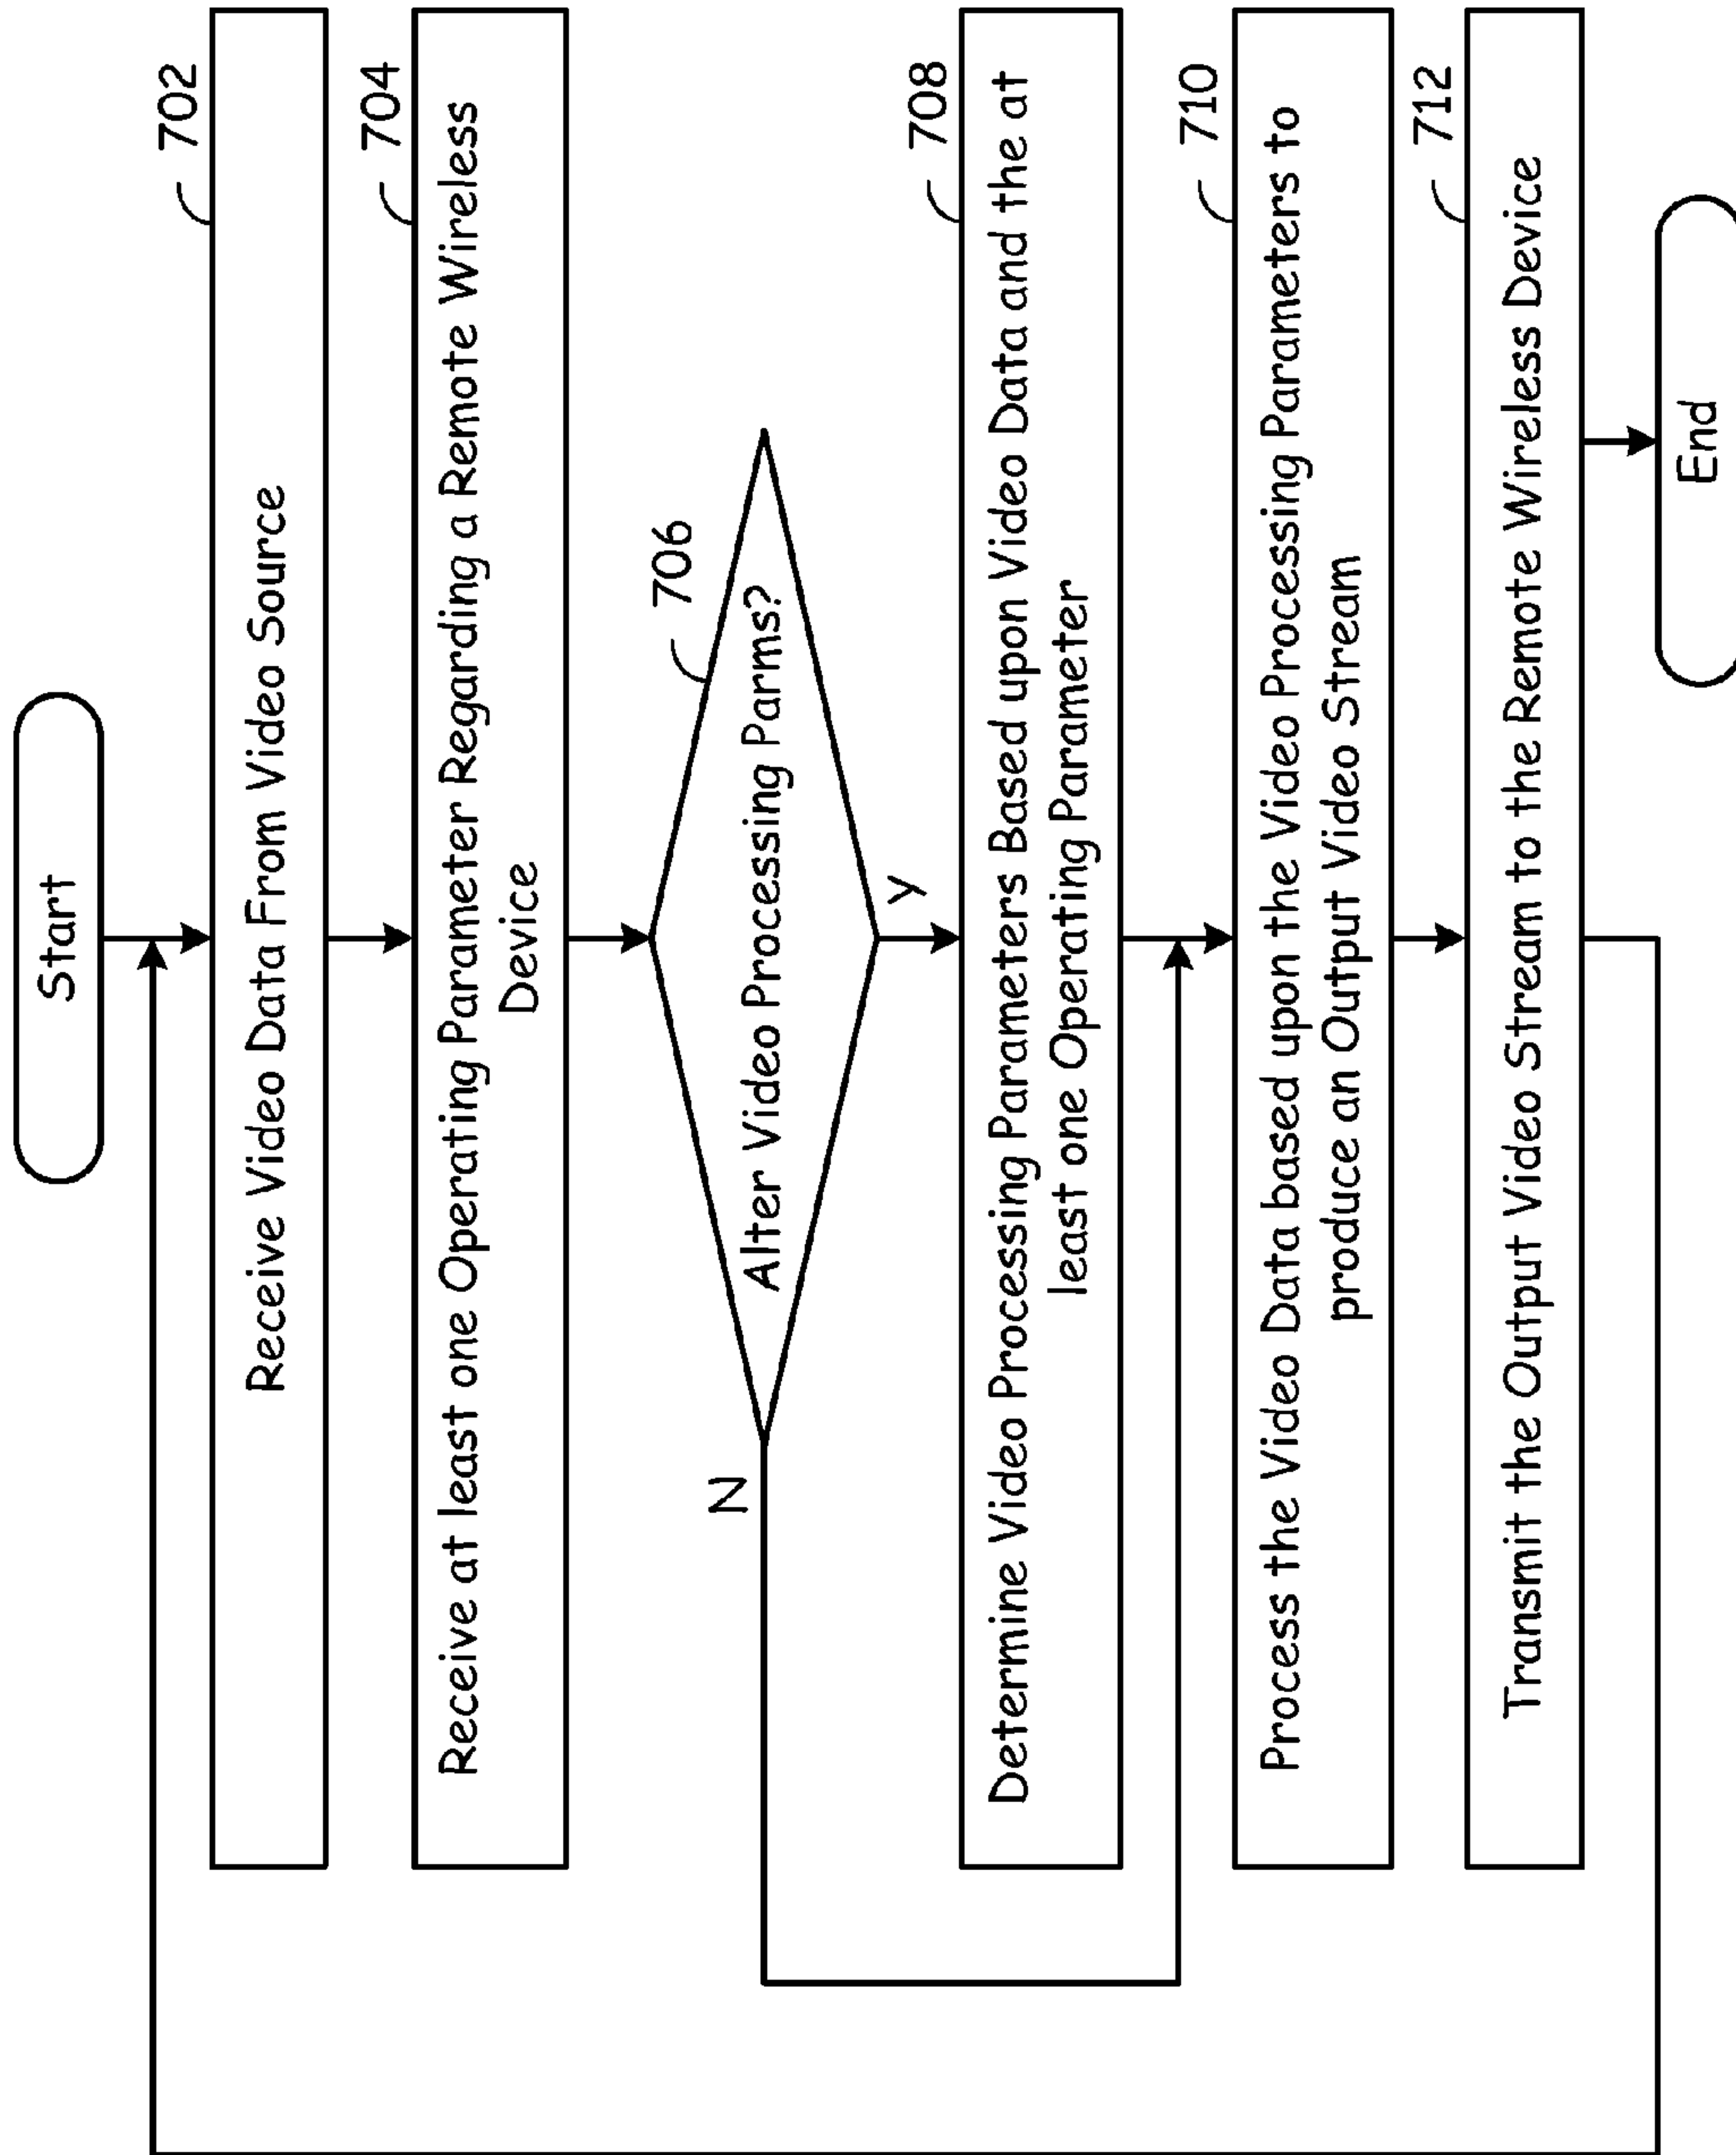 Start
702
Receive Video Data From Video Source
704
Receive at least one Operating Parameter Regarding a Remote Wireless
Device
706
Alter Video Processing Parms?
N
Y
708
Determine Video Processing Parameters Based upon Video Data and the at
least one Operating Parameter
710
Process the Video Data based upon the Video Processing Parameters to
produce an Output Video Stream
712
Transmit the Output Video Stream to the Remote Wireless Device
End